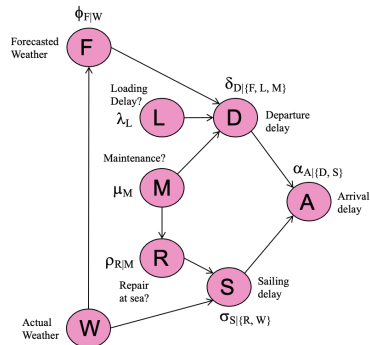 ϕF|W
Forecasted
Weather
F
Loading
Delay?
λL
L
δD|{F, L, M}
D
Departure
delay
Maintenance?
μM
M
αA|{D, S}
A
Arrival
delay
ρR|M
R
Repair
at sea?
S
Sailing
delay
σS|{R, W}
Actual
Weather
W